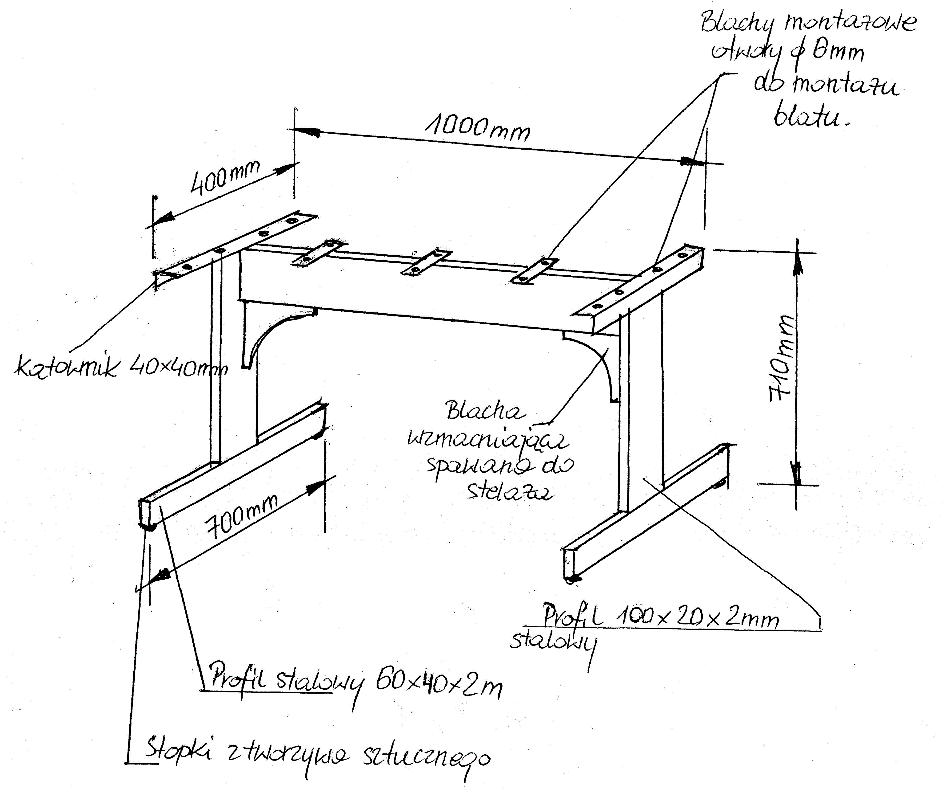 Blachy montażowe
otwory ϕ 8mm
do montażu
blatu.
1000mm
400mm
Kątownik 40x40mm
710mm
Blacha
wzmacniająca
spawana do
stelaża
700mm
Profil 100x20x2mm
stalowy
Profil stalowy 60x40x2m
Stopki z tworzywa sztucznego